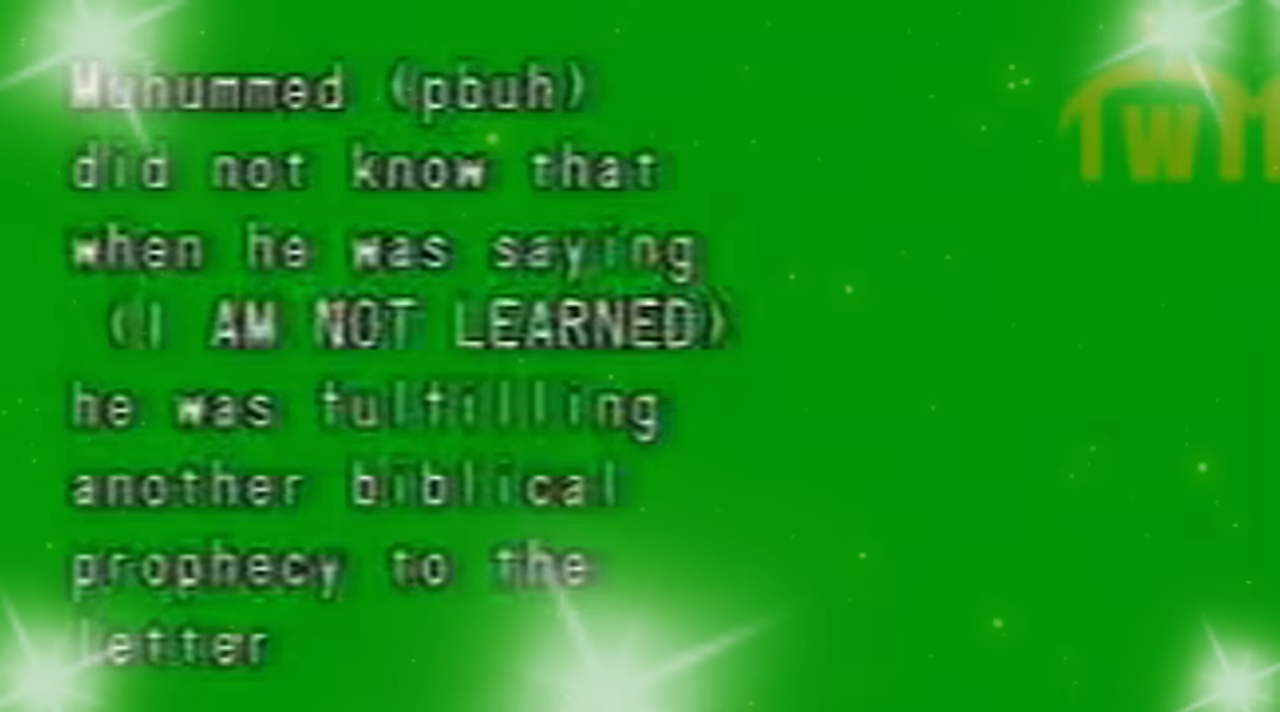 Muhummed (pbuh)
did not know that
when he was saying
(I AM NOT LEARNED)
he was fulfilling
another biblical
prophecy to the
letter